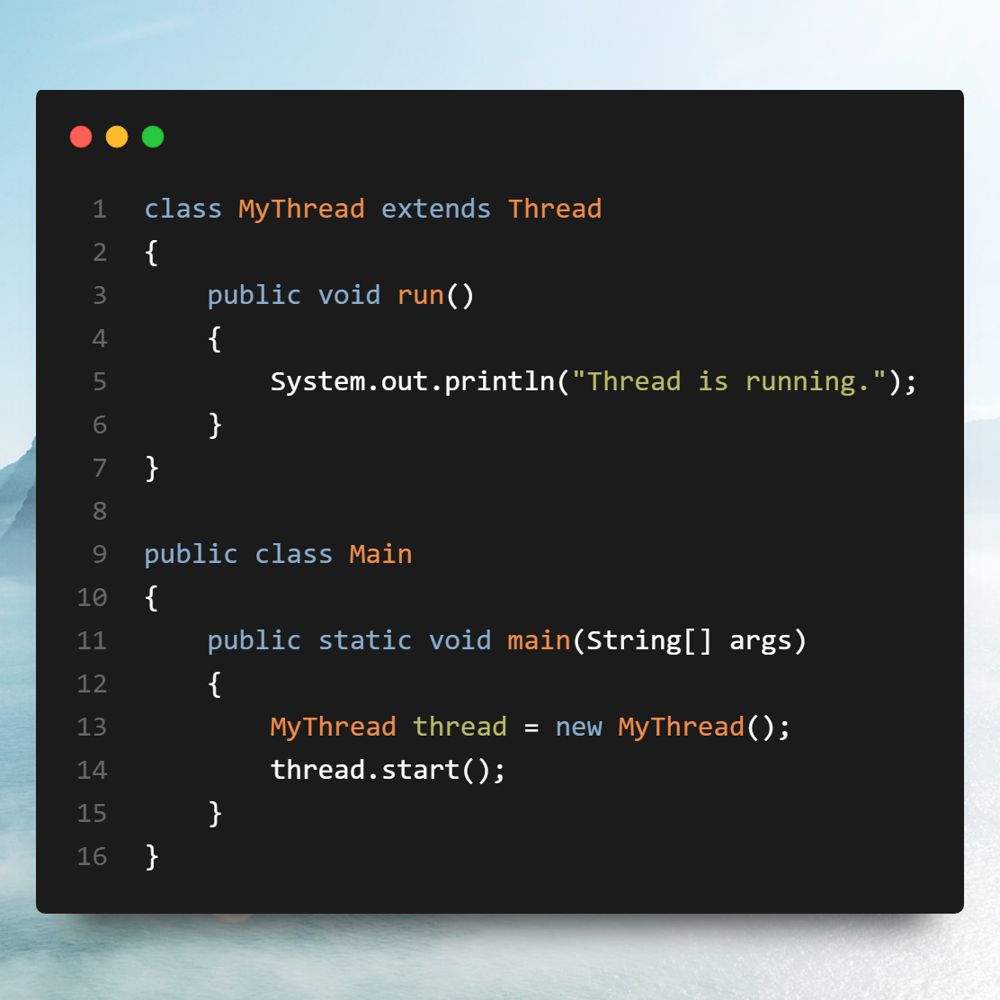 1 class MyThread extends Thread
2 {
3     public void run()
4     {
5         System.out.println("Thread is running.");
6     }
7 }
8
9 public class Main
10 {
11     public static void main(String[] args)
12     {
13         MyThread thread = new MyThread();
14         thread.start();
15     }
16 }